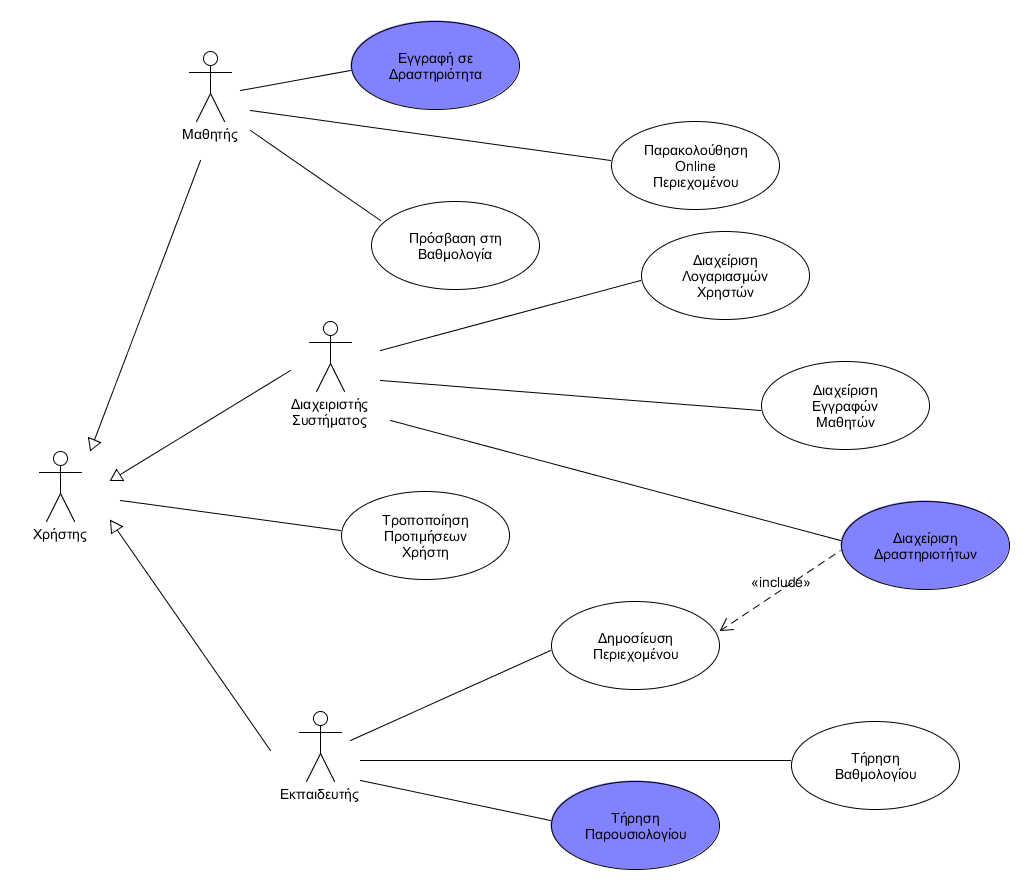 Εγγραφή σε
Δραστηριότητα
Μαθητής
Παρακολούθηση
Online
Περιεχομένου
Πρόσβαση στη
Βαθμολογία
Διαχείριση
Λογαριασμών
Χρηστών
Διαχειριστής
Συστήματος
Διαχείριση
Εγγραφών
Μαθητών
Χρήστης
Τροποποίηση
Προτιμήσεων
Χρήστη
Διαχείριση
Δραστηριοτήτων
«include»
Δημοσίευση
Περιεχομένου
Εκπαιδευτής
Τήρηση
Βαθμολογίου
Τήρηση
Παρουσιολογίου